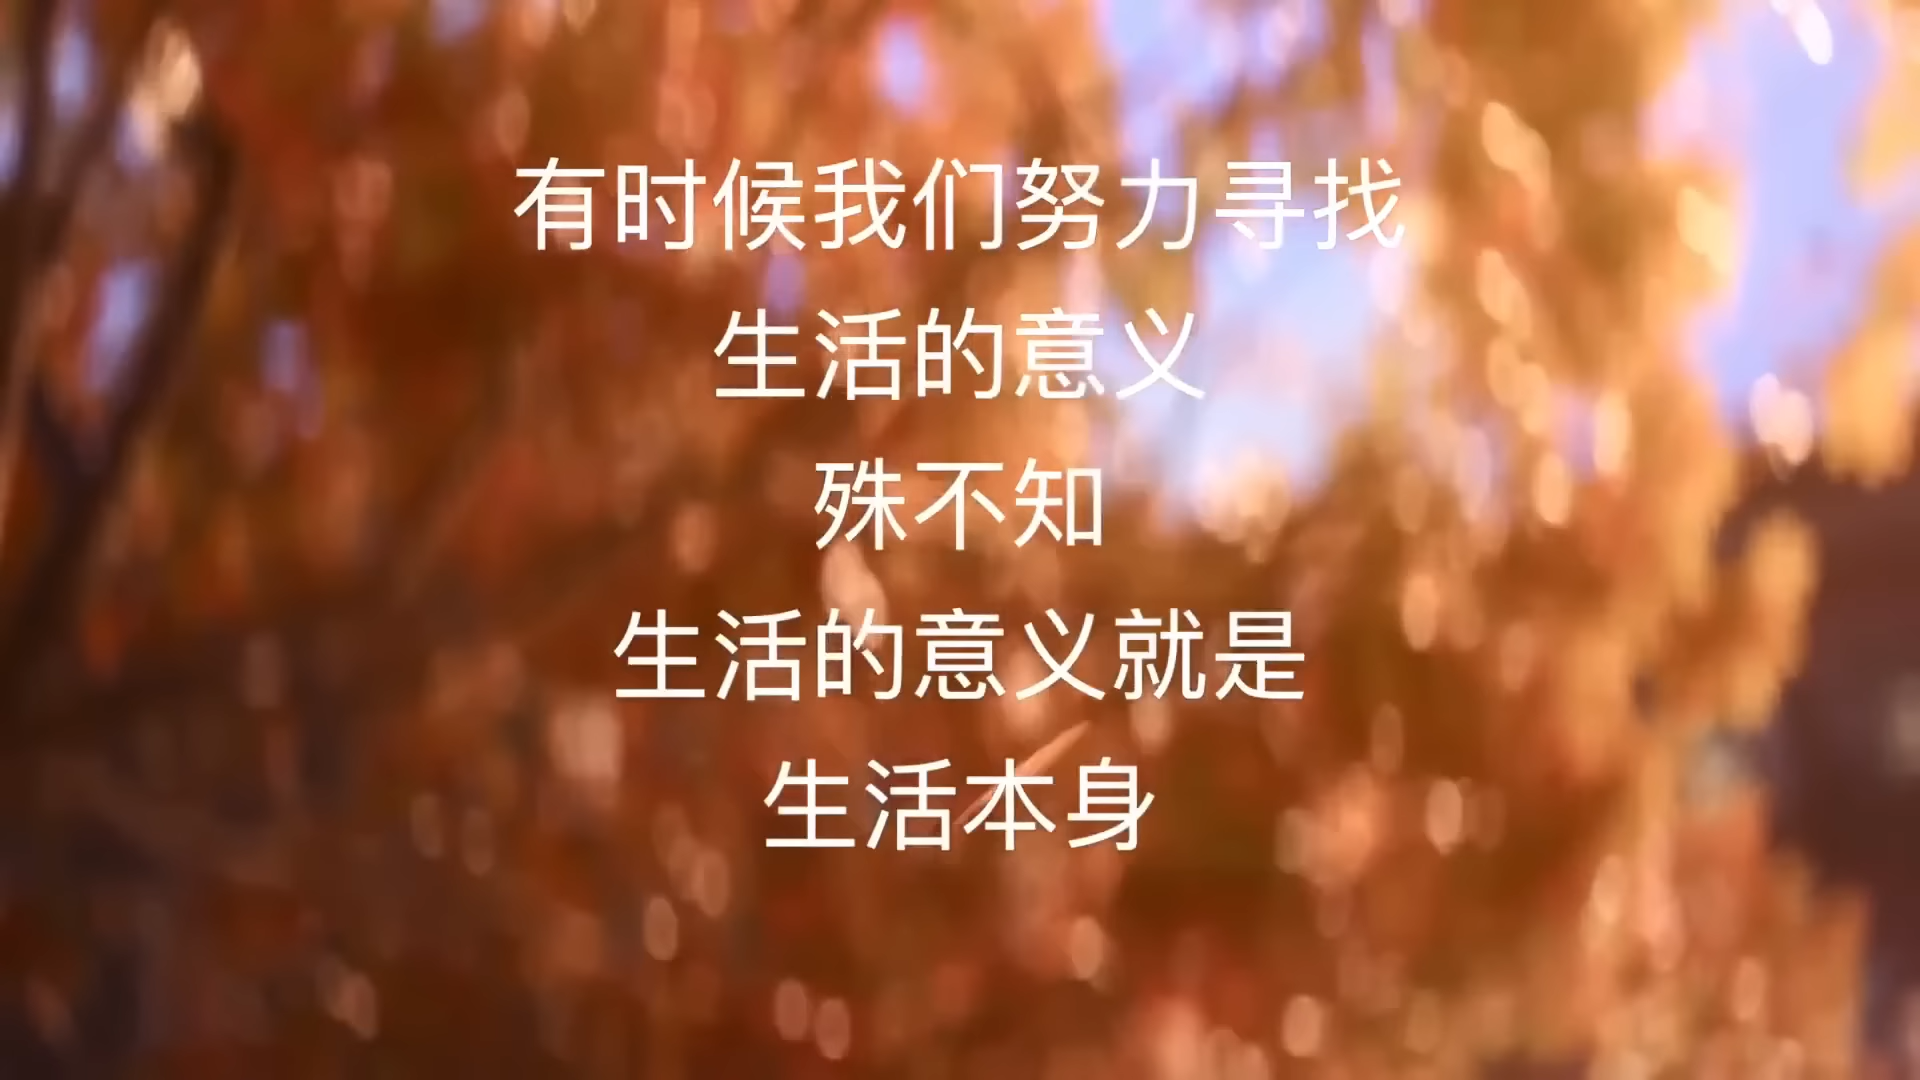 有时候我们努力寻找
生活的意义
殊不知
生活的意义就是
生活本身